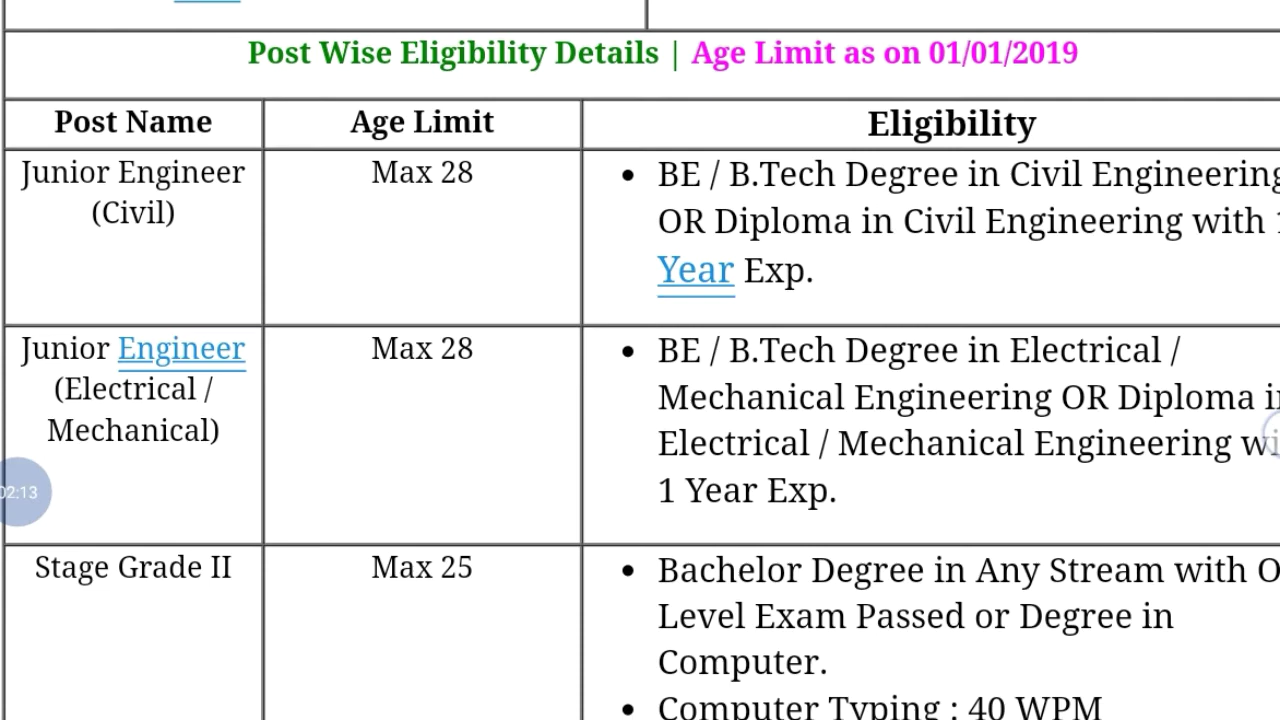 Post Wise Eligibility Details | Age Limit as on 01/01/2019
Post Name
Age Limit
Eligibility
Junior Engineer
(Civil)
Max 28
BE / B.Tech Degree in Civil Engineering
OR Diploma in Civil Engineering with
Year Exp.
Junior Engineer
(Electrical /
Mechanical)
Max 28
BE / B.Tech Degree in Electrical /
Mechanical Engineering OR Diploma in
Electrical / Mechanical Engineering
1 Year Exp.
02:13
Stage Grade II
Max 25
Bachelor Degree in Any Stream with O
Level Exam Passed or Degree in
Computer.
Computer Typing : 40 WPM